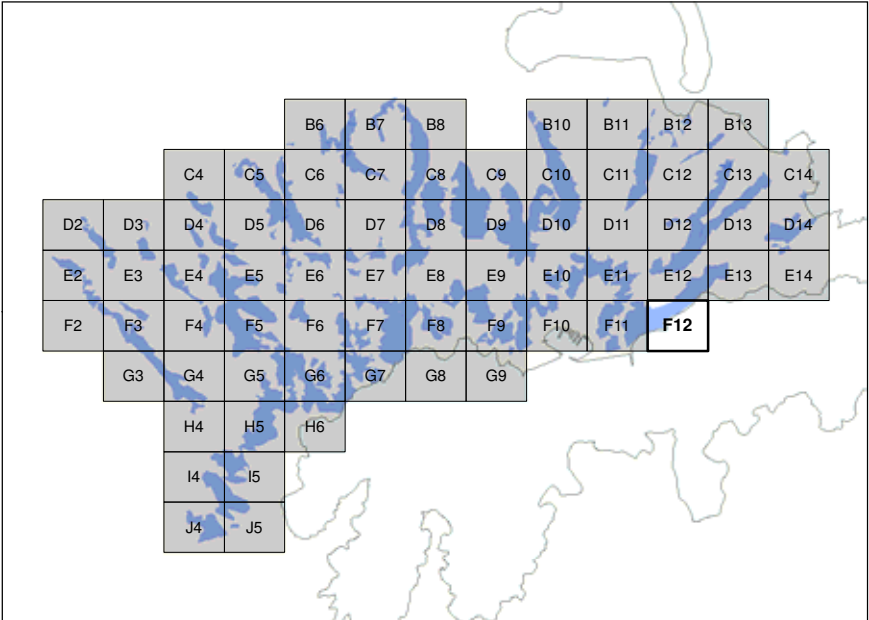 B6 B7 B8 B10 B11 B12 B13
C4 C5 C6 C7 C8 C9 C10 C11 C12 C13 C14
D2 D3 D4 D5 D6 D7 D8 D9 D10 D11 D12 D13 D14
E2 E3 E4 E5 E6 E7 E8 E9 E10 E11 E12 E13 E14
F2 F3 F4 F5 F6 F7 F8 F9 F10 F11 F12
G3 G4 G5 G6 G7 G8 G9
H4 H5 H6
I4 I5
J4 J5